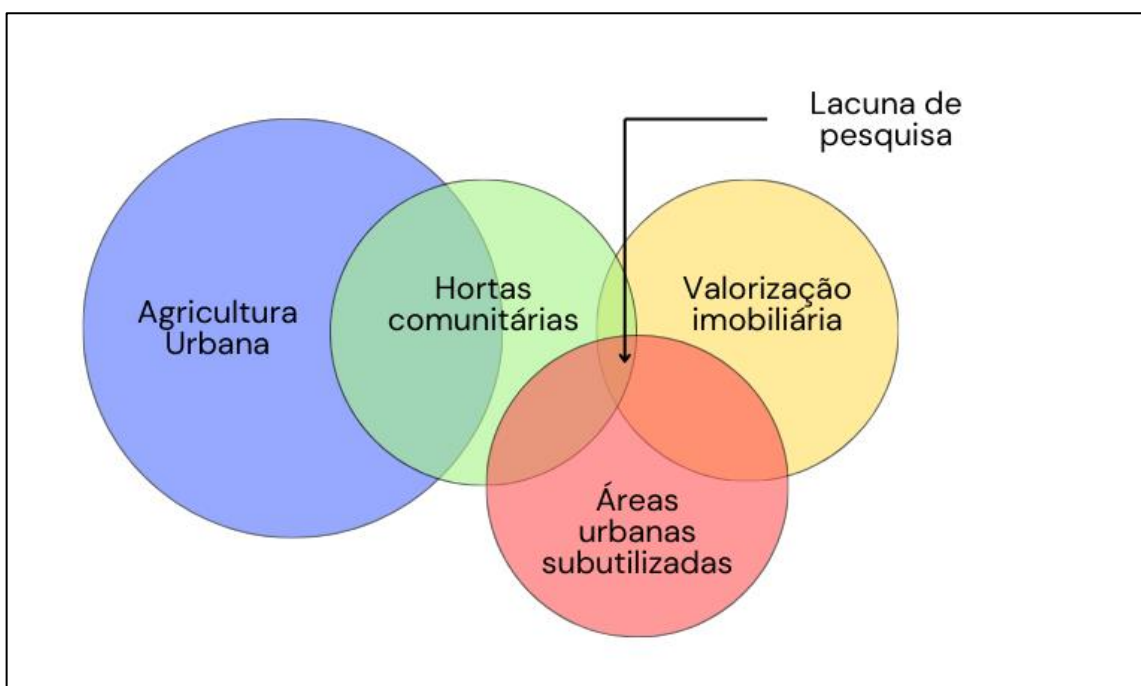 Lacuna de
pesquisa
Agricultura
Urbana
Hortas
comunitárias
Valorização
imobiliária
Áreas
urbanas
subutilizadas